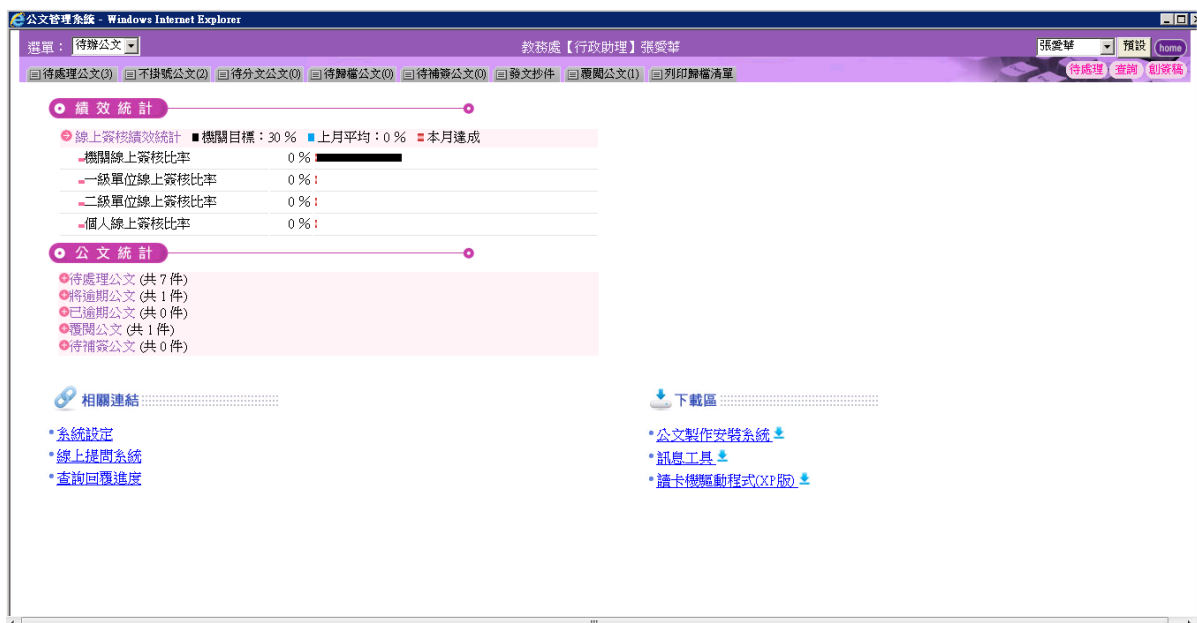 公文管理系統 - Windows Internet Explorer
選單： 待辦公文 教務處【行政助理】張愛華 張愛華 預設 home
待處理公文(3) 不掛號公文(2) 待分文公文(0) 待歸檔公文(0) 待補簽公文(0) 發文抄件 覆閱公文(1) 列印歸檔清單 待處理 查詢 創簽稿
績效統計
線上簽核績效統計 ■機關目標：30 % ■上月平均：0 % 本月達成
機關線上簽核比率 0 %
一級單位線上簽核比率 0 %
二級單位線上簽核比率 0 %
個人線上簽核比率 0 %
公文統計
待處理公文 (共 7 件)
將逾期公文 (共 1 件)
已逾期公文 (共 0 件)
覆閱公文 (共 1 件)
待補簽公文 (共 0 件)
相關連結 下載區
系統設定 公文製作安裝系統
線上提問系統 訊息工具
查詢回覆進度 讀卡機驅動程式(XP版)